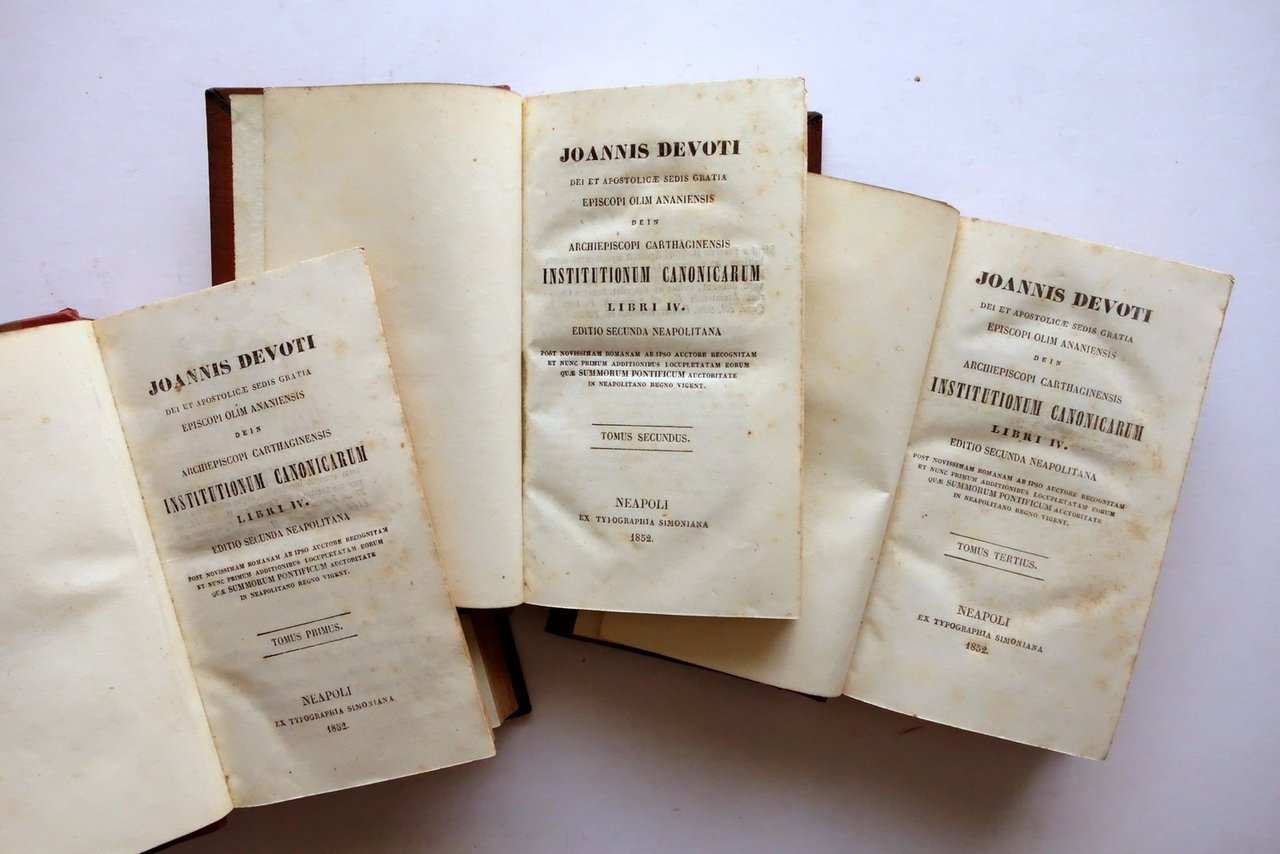 JOANNIS DEVOTI
DEI ET APOSTOLICÆ SEDIS GRATIA
EPISCOPI OLIM ANANIENSIS
DEIN
ARCHIEPISCOPI CARTHAGINENSIS
INSTITUTIONUM CANONICARUM
LIBRI IV.
EDITIO SECUNDA NEAPOLITANA
POST NOVISSIMAM ROMANAM AB IPSO AUCTORE RECOGNITAM
ET NUNC PRIMUM ADDITIONIBUS LOCUPLETATAM EORUM
QUÆ SUMMORUM PONTIFICUM AUCTORITATE
IN NEAPOLITANO REGNO VIGENT.
TOMUS PRIMUS.
NEAPOLI
EX TYPOGRAPHIA SIMONIANA
1852.
JOANNIS DEVOTI
DEI ET APOSTOLICÆ SEDIS GRATIA
EPISCOPI OLIM ANANIENSIS
DEIN
ARCHIEPISCOPI CARTHAGINENSIS
INSTITUTIONUM CANONICARUM
LIBRI IV.
EDITIO SECUNDA NEAPOLITANA
POST NOVISSIMAM ROMANAM AB IPSO AUCTORE RECOGNITAM
ET NUNC PRIMUM ADDITIONIBUS LOCUPLETATAM EORUM
QUÆ SUMMORUM PONTIFICUM AUCTORITATE
IN NEAPOLITANO REGNO VIGENT.
TOMUS SECUNDUS.
NEAPOLI
EX TYPOGRAPHIA SIMONIANA
1852.
JOANNIS DEVOTI
DEI ET APOSTOLICÆ SEDIS GRATIA
EPISCOPI OLIM ANANIENSIS
DEIN
ARCHIEPISCOPI CARTHAGINENSIS
INSTITUTIONUM CANONICARUM
LIBRI IV.
EDITIO SECUNDA NEAPOLITANA
POST NOVISSIMAM ROMANAM AB IPSO AUCTORE RECOGNITAM
ET NUNC PRIMUM ADDITIONIBUS LOCUPLETATAM EORUM
QUÆ SUMMORUM PONTIFICUM AUCTORITATE
IN NEAPOLITANO REGNO VIGENT.
TOMUS TERTIUS.
NEAPOLI
EX TYPOGRAPHIA SIMONIANA
1852.